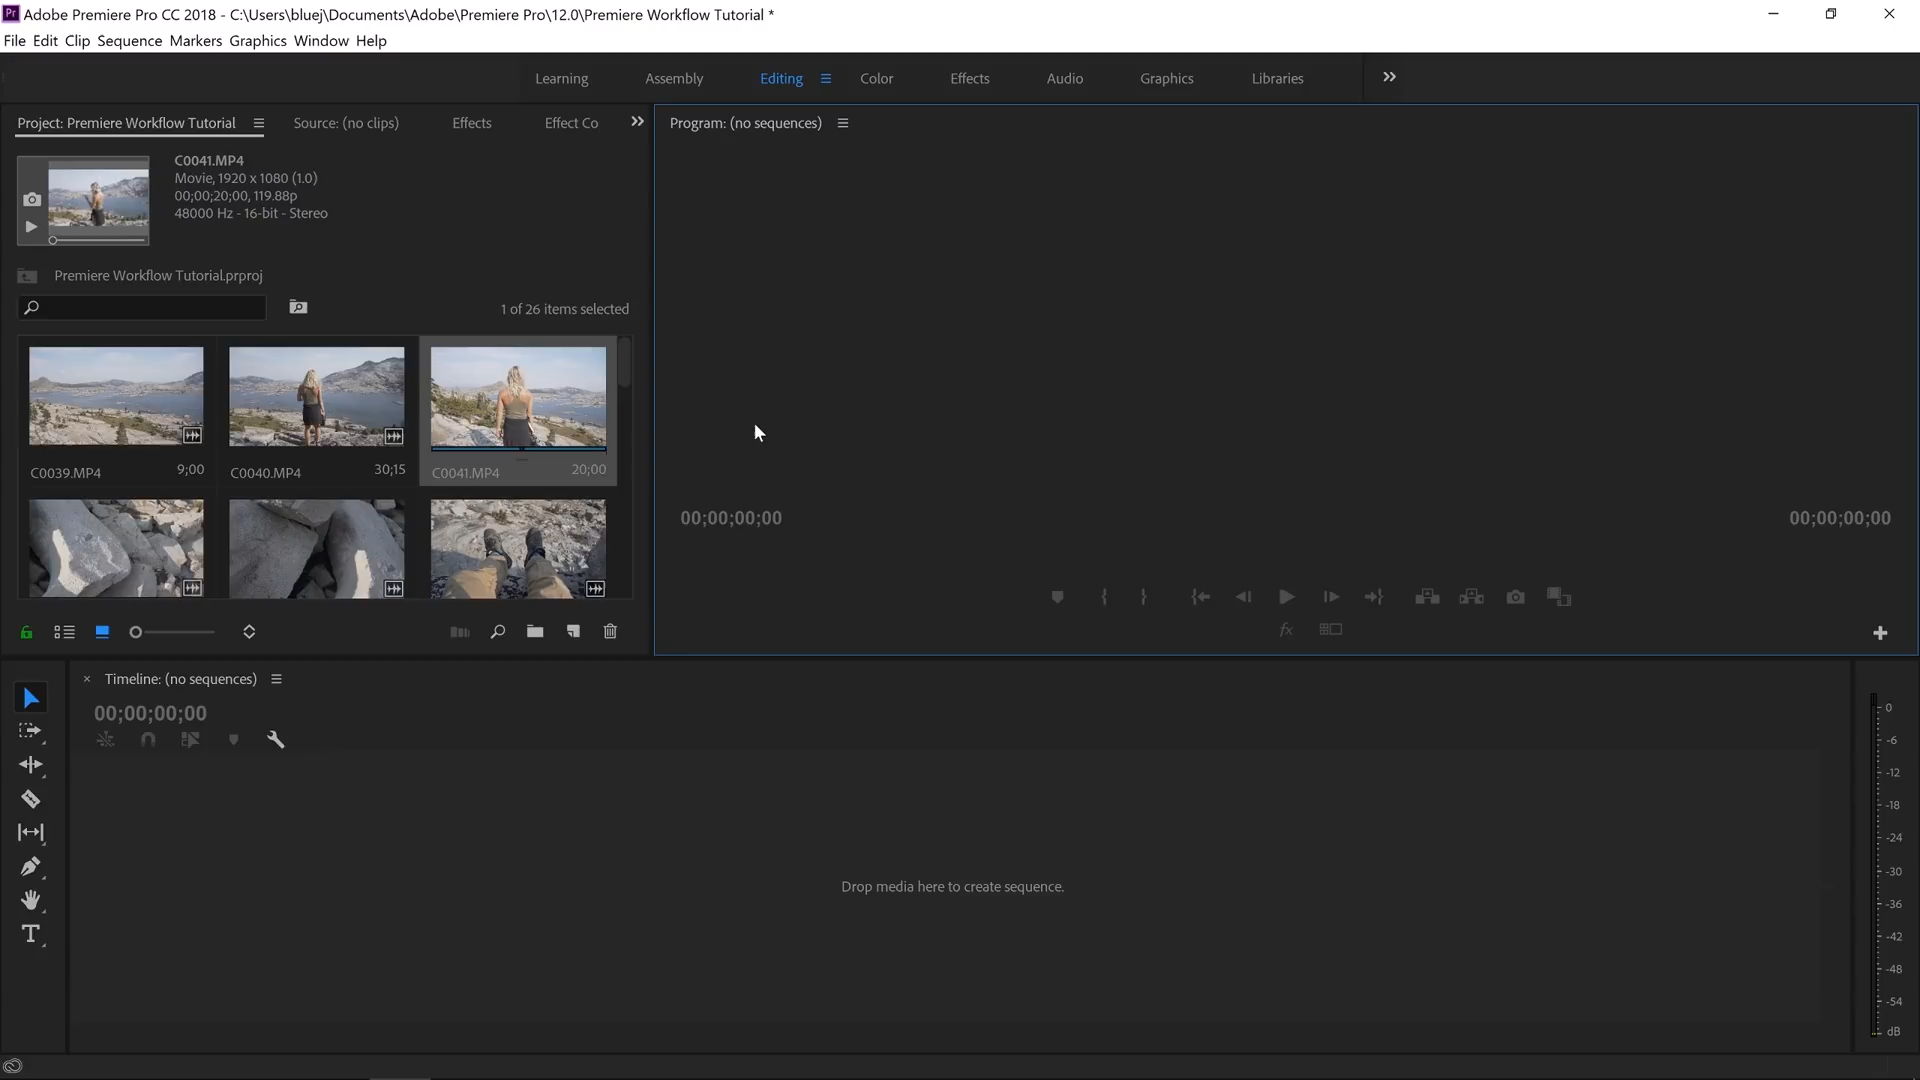 Adobe Premiere Pro CC 2018 - C:\Users\bluej\Documents\Adobe\Premiere Pro\12.0\Premiere Workflow Tutorial *
File Edit Clip Sequence Markers Graphics Window Help
Learning Assembly Editing Color Effects Audio Graphics Libraries
Project: Premiere Workflow Tutorial Source: (no clips) Effects Effect Co
Program: (no sequences)
C0041.MP4
Movie, 1920 x 1080 (1.0)
00;00;20;00, 119.88p
48000 Hz - 16-bit - Stereo
Premiere Workflow Tutorial.prproj
1 of 26 items selected
C0039.MP4 9;00
C0040.MP4 30;15
C0041.MP4 20;00
00;00;00;00
00;00;00;00
fx
Timeline: (no sequences)
00;00;00;00
Drop media here to create sequence.
0
-6
-12
-18
-24
-30
-36
-42
-48
-54
dB